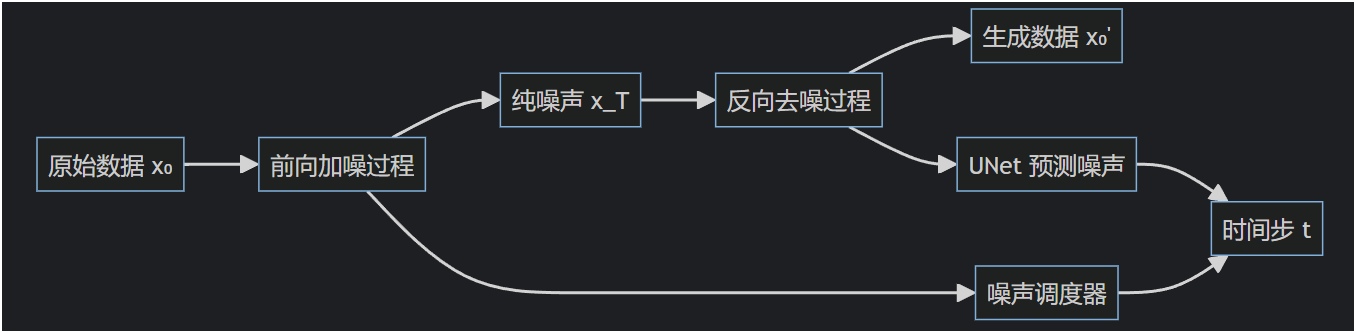 原始数据 x₀
前向加噪过程
纯噪声 x_T
反向去噪过程
生成数据 x₀'
UNet 预测噪声
噪声调度器
时间步 t